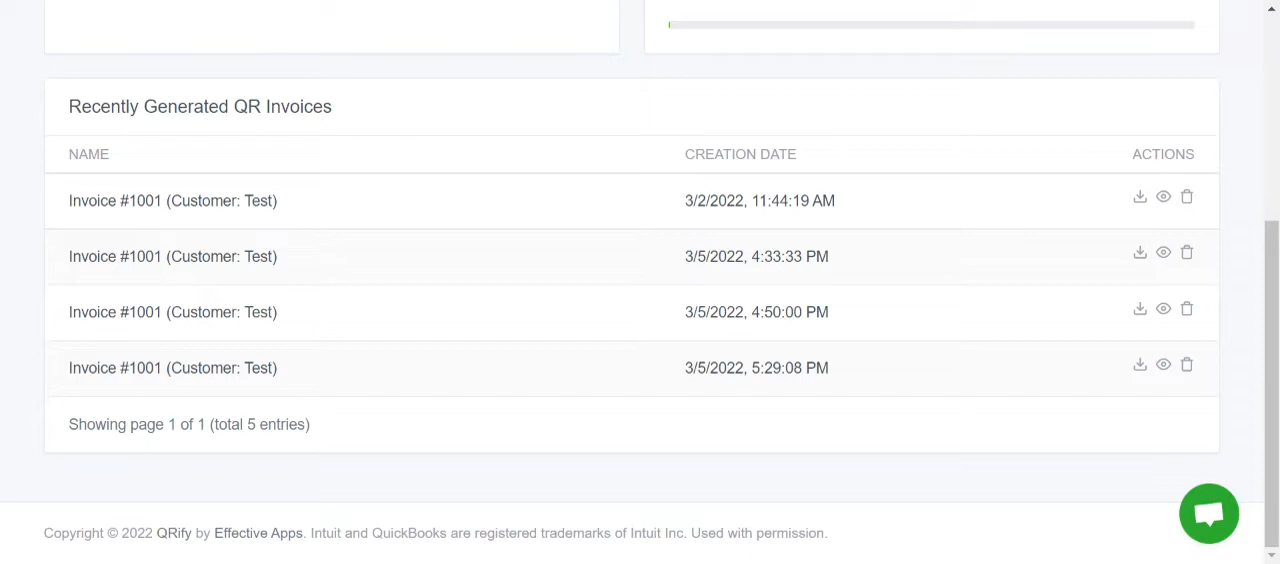 Recently Generated QR Invoices
NAME CREATION DATE ACTIONS
Invoice #1001 (Customer: Test) 3/2/2022, 11:44:19 AM
Invoice #1001 (Customer: Test) 3/5/2022, 4:33:33 PM
Invoice #1001 (Customer: Test) 3/5/2022, 4:50:00 PM
Invoice #1001 (Customer: Test) 3/5/2022, 5:29:08 PM
Showing page 1 of 1 (total 5 entries)
Copyright © 2022 QRify by Effective Apps. Intuit and QuickBooks are registered trademarks of Intuit Inc. Used with permission.